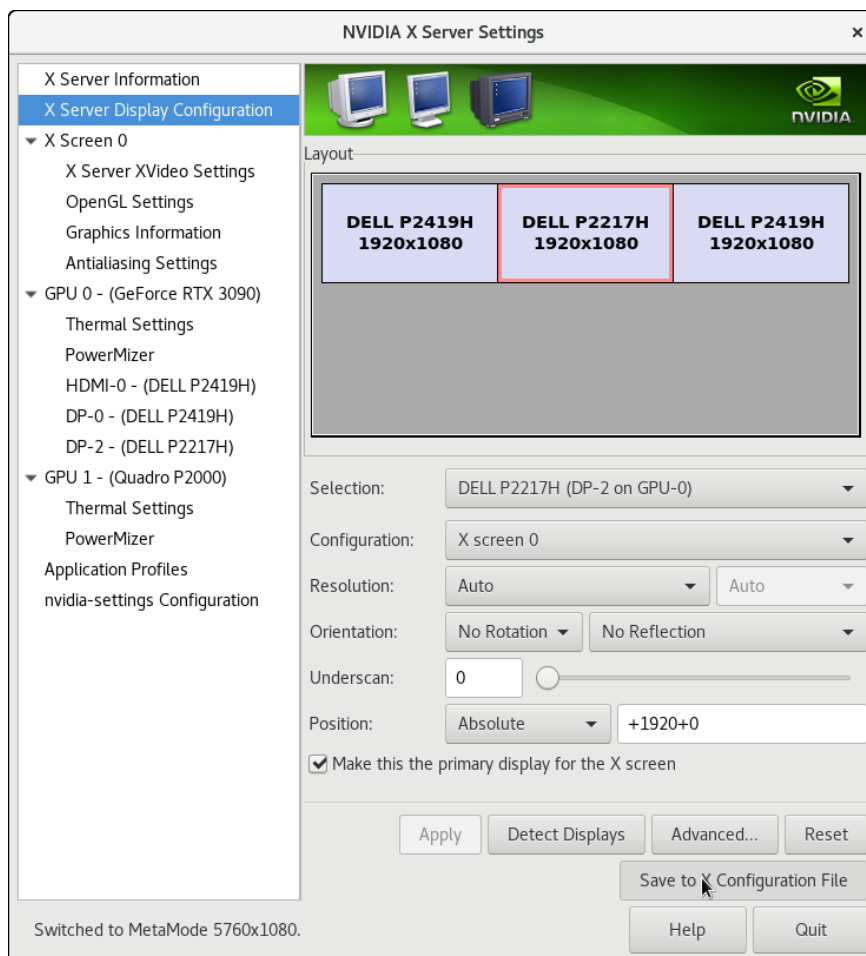 NVIDIA X Server Settings
X Server Information
X Server Display Configuration
X Screen 0
X Server XVideo Settings
OpenGL Settings
Graphics Information
Antialiasing Settings
GPU 0 - (GeForce RTX 3090)
Thermal Settings
PowerMizer
HDMI-0 - (DELL P2419H)
DP-0 - (DELL P2419H)
DP-2 - (DELL P2217H)
GPU 1 - (Quadro P2000)
Thermal Settings
PowerMizer
Application Profiles
nvidia-settings Configuration
NVIDIA.
Layout
DELL P2419H
1920x1080
DELL P2217H
1920x1080
DELL P2419H
1920x1080
Selection: DELL P2217H (DP-2 on GPU-0)
Configuration: X screen 0
Resolution: Auto Auto
Orientation: No Rotation No Reflection
Underscan: 0
Position: Absolute +1920+0
Make this the primary display for the X screen
Apply Detect Displays Advanced... Reset
Save to X Configuration File
Switched to MetaMode 5760x1080. Help Quit